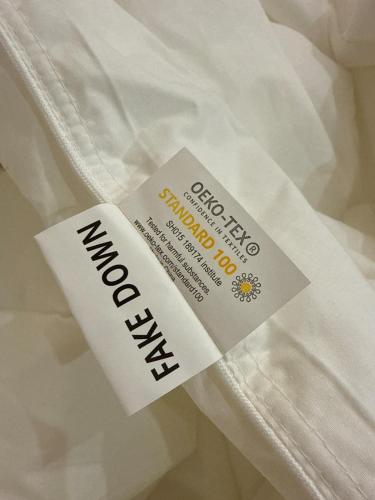 OEKO-TEX®
CONFIDENCE IN TEXTILES
STANDARD 100
SH015 189174 Institute
Tested for harmful substances.
www.oeko-tex.com/standard100
FAKE DOWN